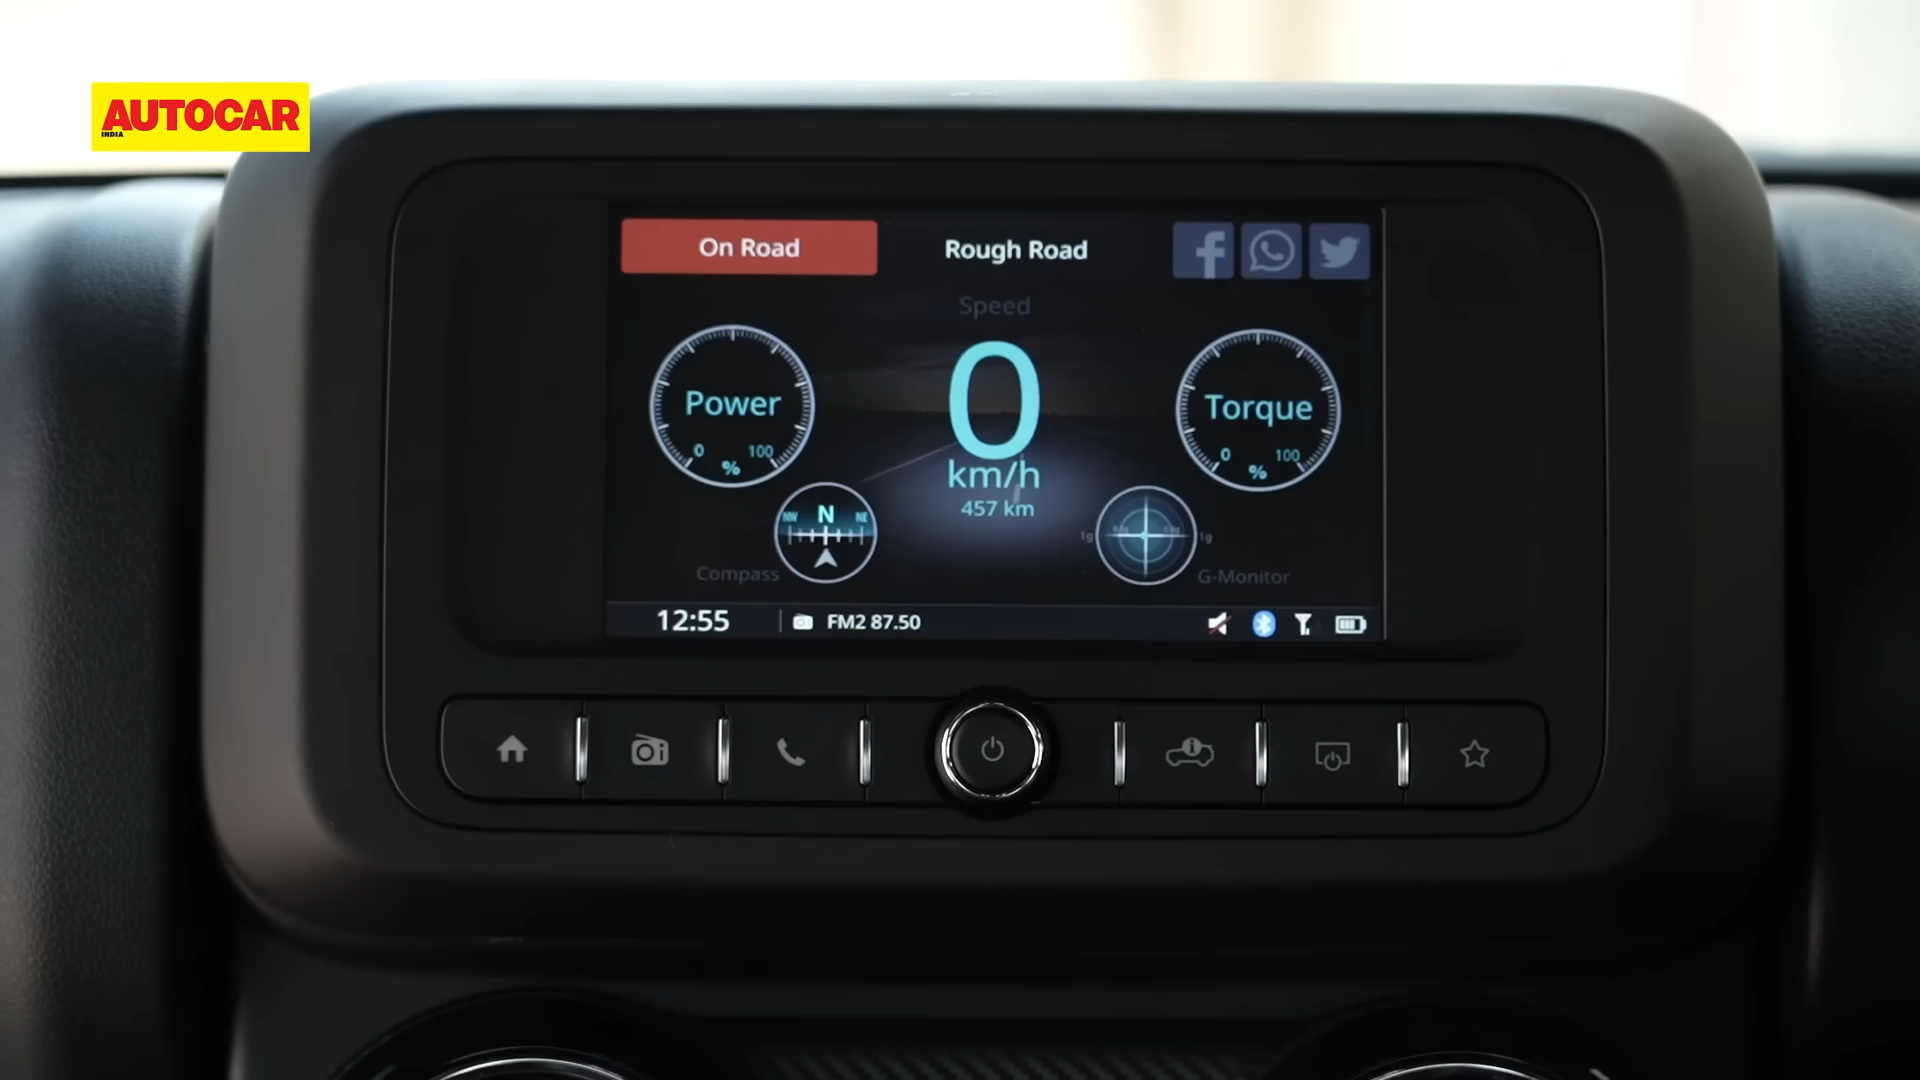 AUTOCAR
INDIA
On Road
Rough Road
Speed
Power
0 100
%
0
km/h
457 km
Torque
0 100
%
NW N NE
Compass
1g 1g
G-Monitor
12:55
FM2 87.50